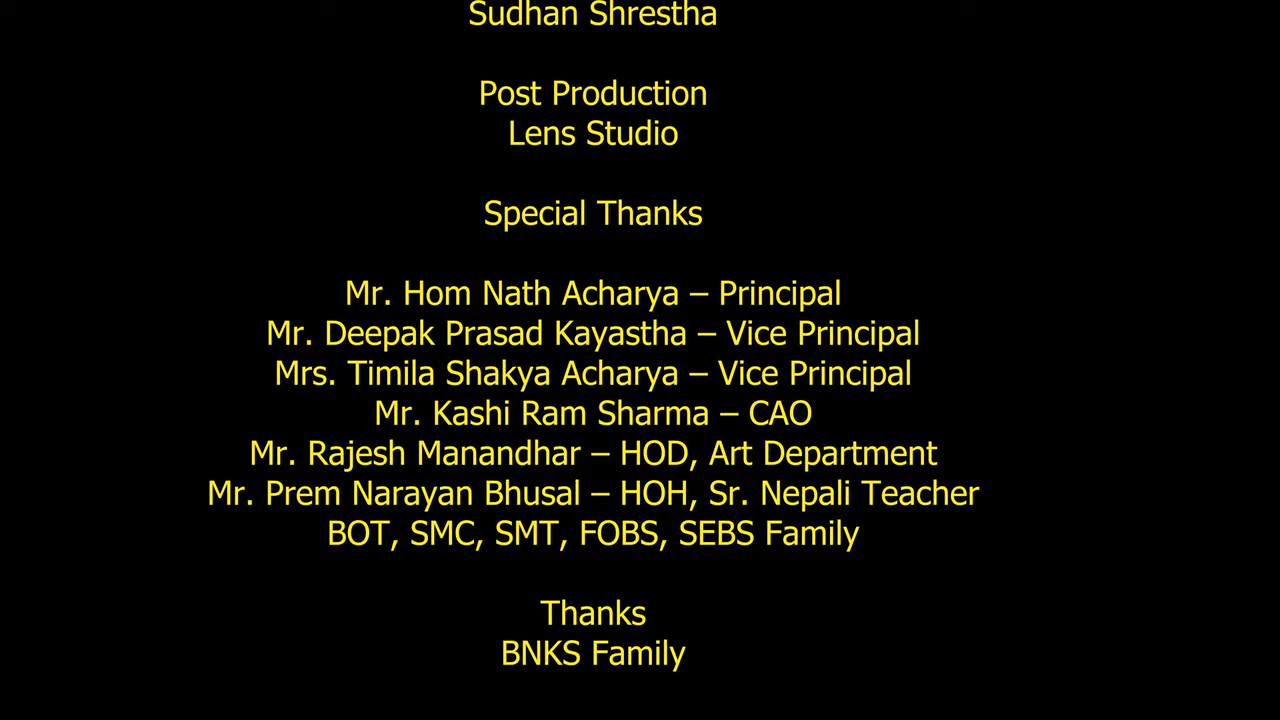 Sudhan Shrestha
Post Production
Lens Studio
Special Thanks
Mr. Hom Nath Acharya – Principal
Mr. Deepak Prasad Kayastha – Vice Principal
Mrs. Timila Shakya Acharya – Vice Principal
Mr. Kashi Ram Sharma – CAO
Mr. Rajesh Manandhar – HOD, Art Department
Mr. Prem Narayan Bhusal – HOH, Sr. Nepali Teacher
BOT, SMC, SMT, FOBS, SEBS Family
Thanks
BNKS Family